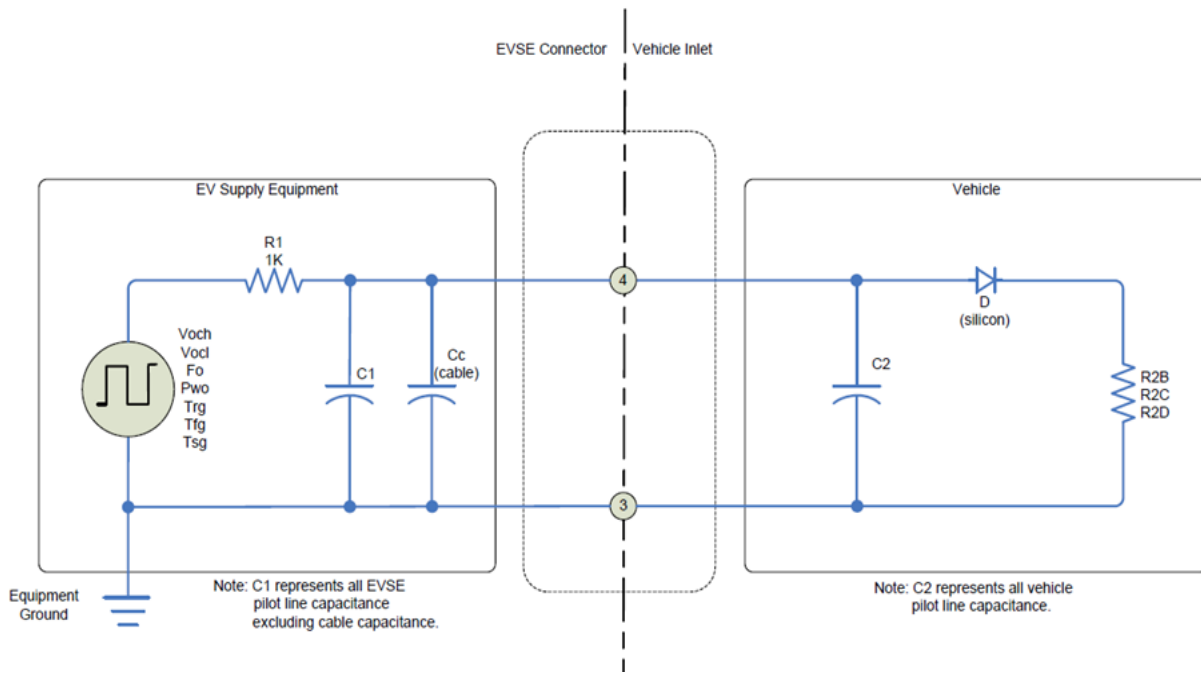 EVSE Connector
Vehicle Inlet
EV Supply Equipment
Vehicle
R1
1K
4
D
(silicon)
Voch
Vocl
Fo
Pwo
Trg
Tfg
Tsg
C1
Cc
(cable)
C2
R2B
R2C
R2D
3
Equipment
Ground
Note: C1 represents all EVSE
pilot line capacitance
excluding cable capacitance.
Note: C2 represents all vehicle
pilot line capacitance.